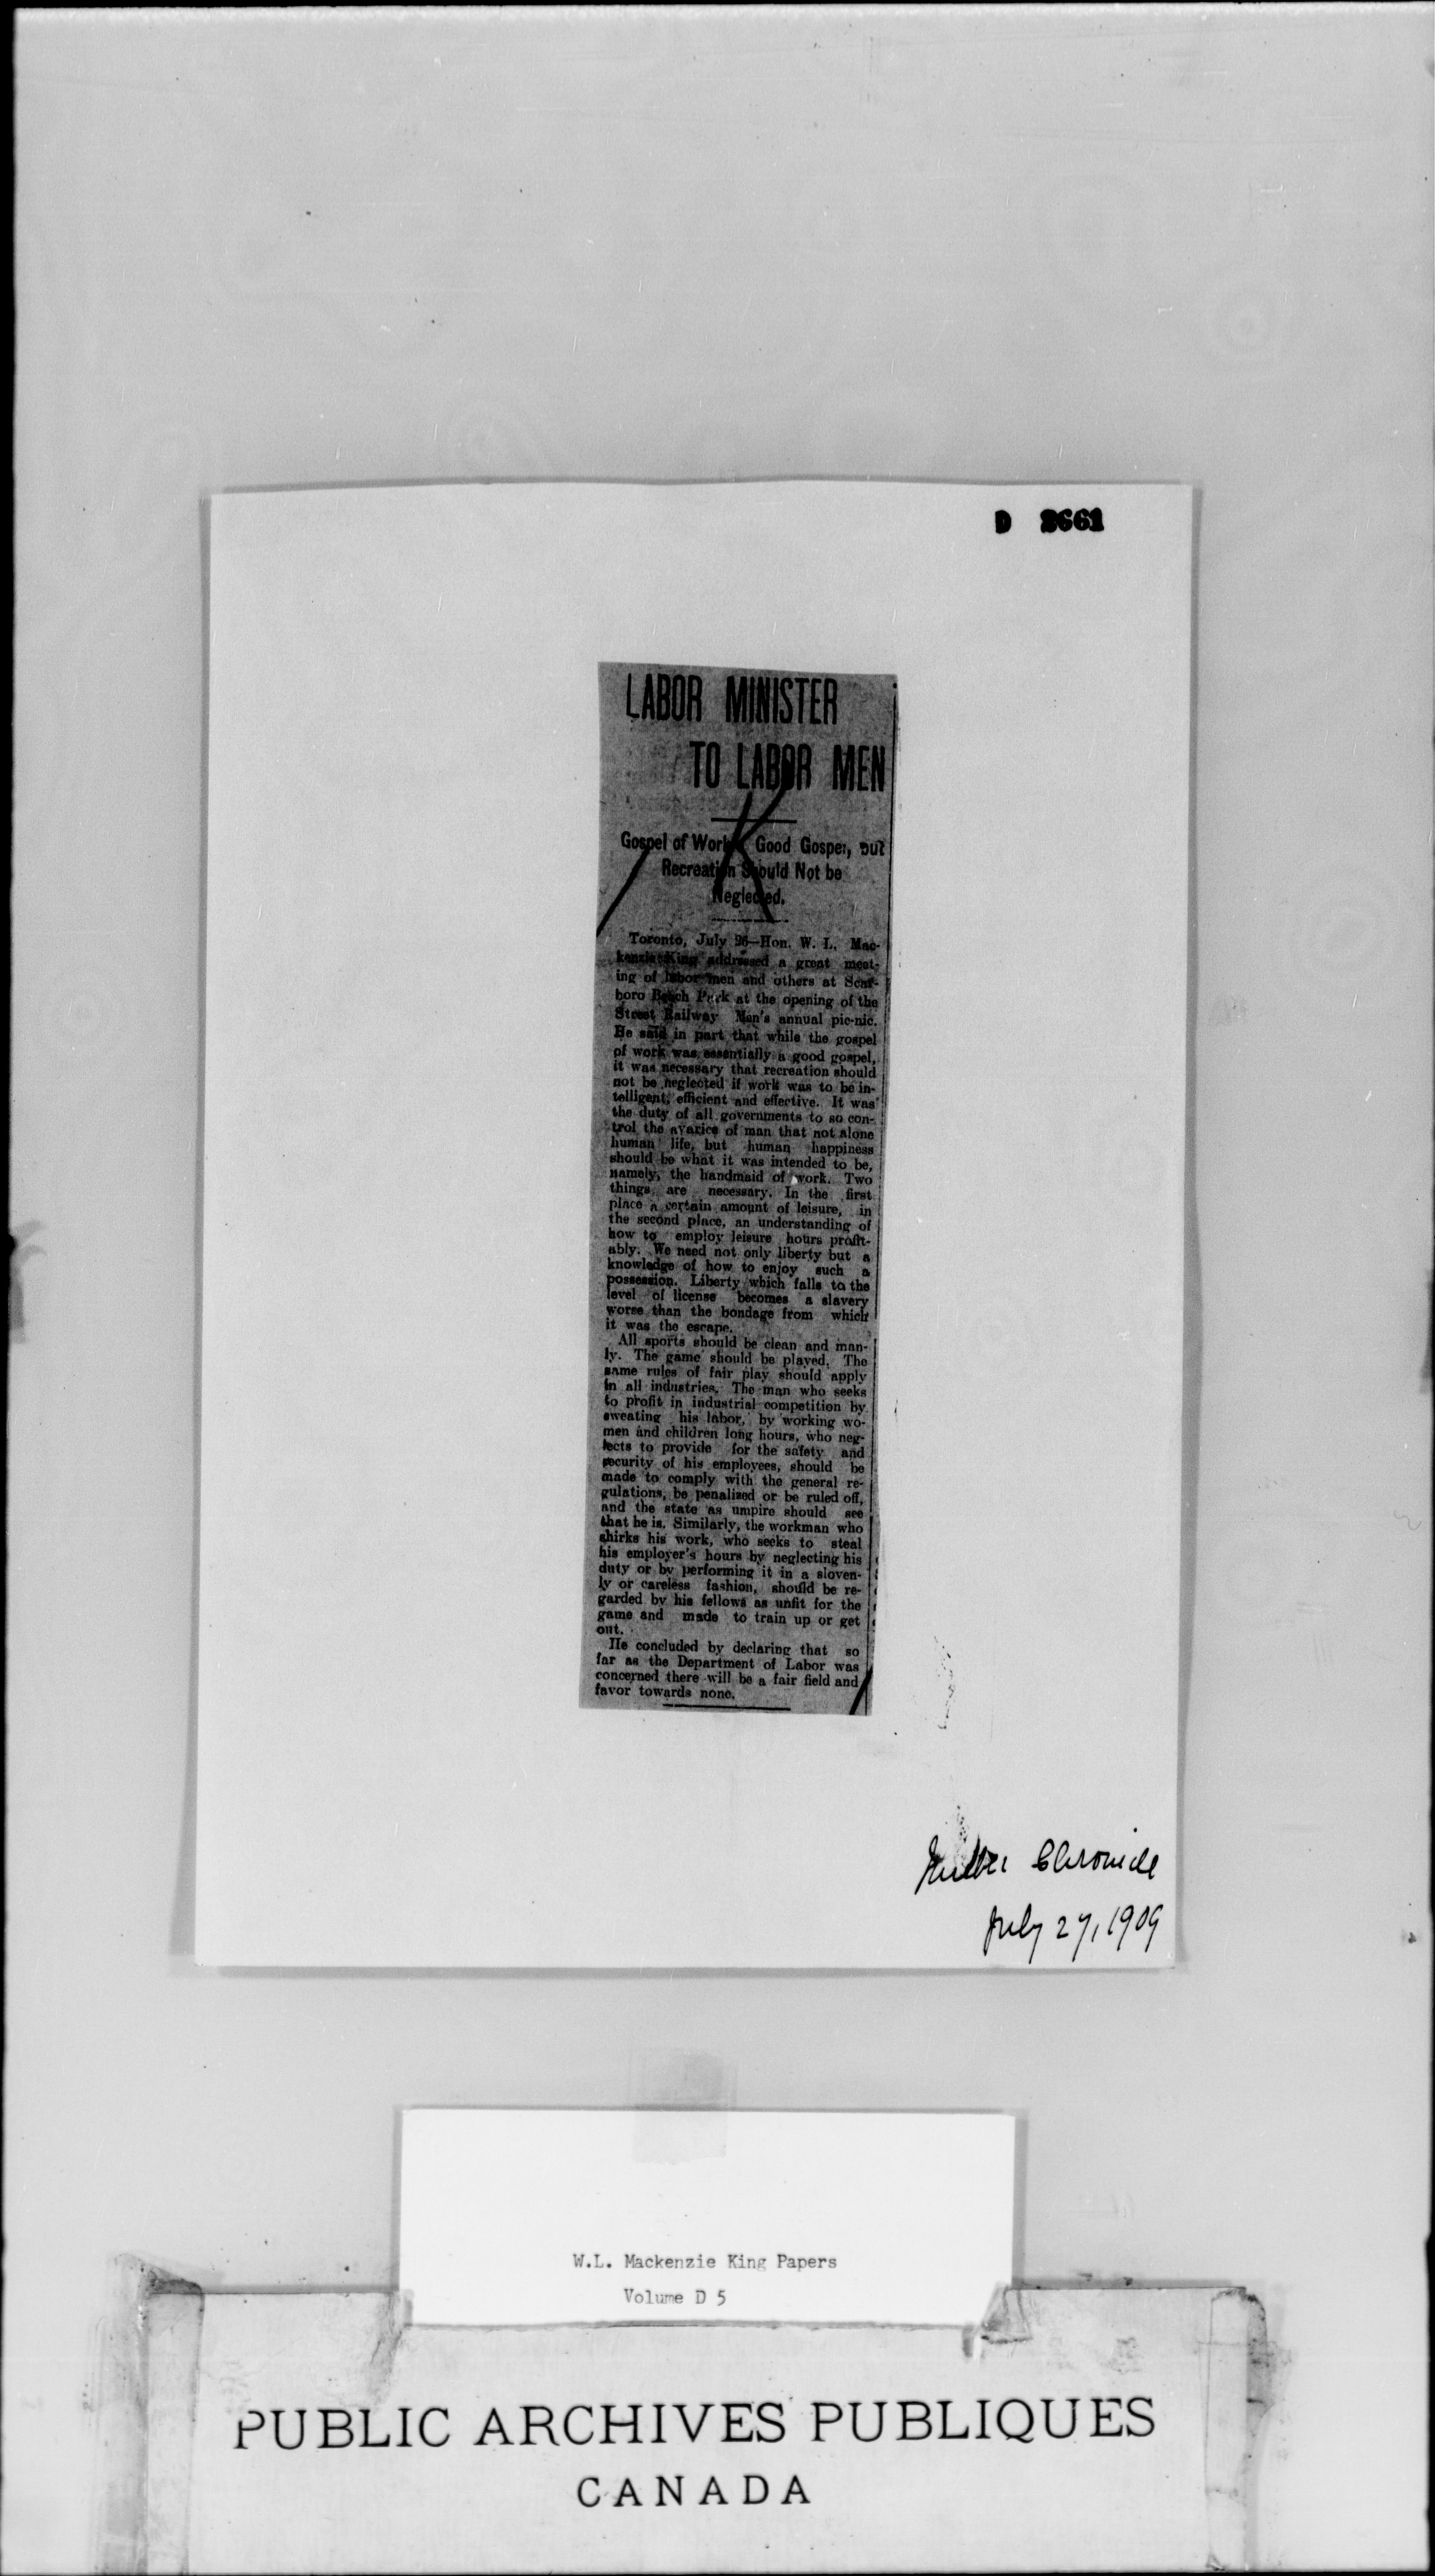 D 2661
LABOR MINISTER
TO LABOR MEN
Gospel of Work Good Gospel, but
Recreation Should Not be
Neglected.
Toronto, July 26—Hon. W. L. Mac-
kenzie King addressed a great meet-
ing of labor men and others at Scar-
boro Beach Park at the opening of the
Street Railway Men's annual pic-nic.
He said in part that while the gospel
of work was essentially a good gospel,
it was necessary that recreation should
not be neglected if work was to be in-
telligent, efficient and effective. It was
the duty of all governments to so con-
trol the avarice of man that not alone
human life, but human happiness
should be what it was intended to be,
namely, the handmaid of work. Two
things are necessary. In the first
place a certain amount of leisure, in
the second place, an understanding of
how to employ leisure hours profit-
ably. We need not only liberty but a
knowledge of how to enjoy such a
possession. Liberty which falls to the
level of license becomes a slavery
worse than the bondage from which
it was the escape.
All sports should be clean and man-
ly. The game should be played. The
same rules of fair play should apply
in all industries. The man who seeks
to profit in industrial competition by
sweating his labor, by working wo-
men and children long hours, who neg-
lects to provide for the safety and
security of his employees, should be
made to comply with the general re-
gulations, be penalized or be ruled off,
and the state as umpire should see
that he is. Similarly, the workman who
shirks his work, who seeks to steal
his employer's hours by neglecting his
duty or by performing it in a sloven-
ly or careless fashion, should be re-
garded by his fellows as unfit for the
game and made to train up or get
out.
He concluded by declaring that so
far as the Department of Labor was
concerned there will be a fair field and
favor towards none.
Chronicle
July 27, 1909
W.L. Mackenzie King Papers
Volume D 5
PUBLIC ARCHIVES PUBLIQUES
CANADA